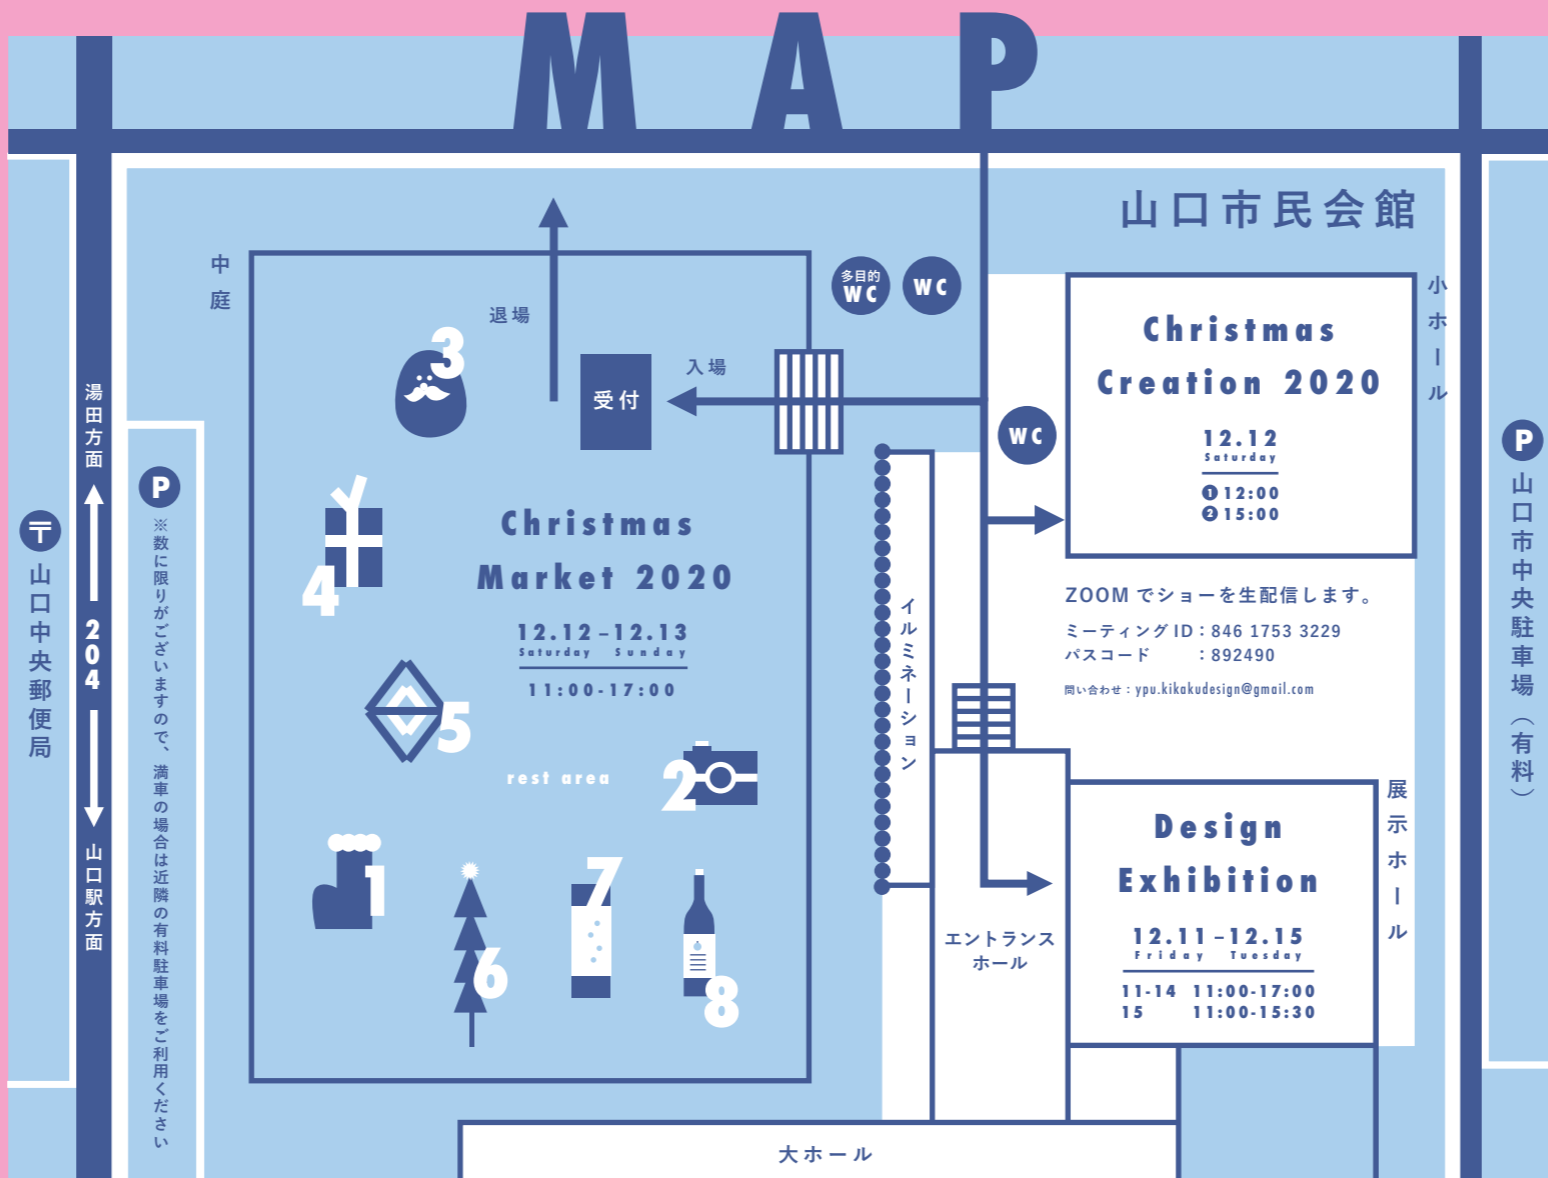 MAP
山口市民会館
中庭
退場
入場
受付
多目的
WC
WC
WC
小ホール
Christmas
Creation 2020
12.12
Saturday
❶12:00
❷15:00
ZOOM でショーを生配信します。
ミーティング ID：846 1753 3229
パスコード ：892490
問い合わせ：ypu.kikakudesign@gmail.com
3
4
5
2
1
6
7
8
Christmas
Market 2020
12.12–12.13
Saturday Sunday
11:00-17:00
rest area
イルミネーション
エントランス
ホール
展示ホール
Design
Exhibition
12.11–12.15
Friday Tuesday
11-14 11:00-17:00
15 11:00-15:30
大ホール
湯田方面
204
山口駅方面
P
※数に限りがございますので、満車の場合は近隣の有料駐車場をご利用ください
〒
山口中央郵便局
P
山口市中央駐車場（有料）